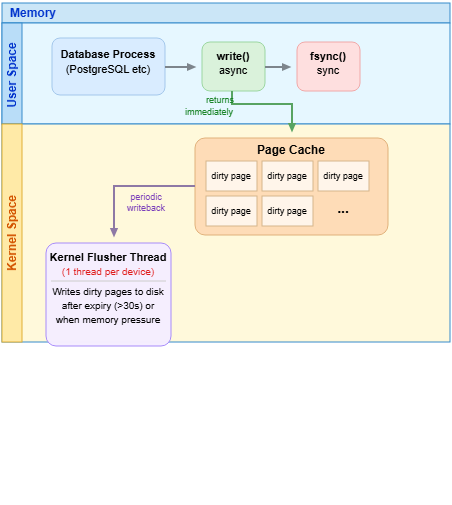 Memory
User Space
Database Process
(PostgreSQL etc)
write()
async
fsync()
sync
returns
immediately
Kernel Space
Page Cache
dirty page
dirty page
dirty page
dirty page
dirty page
...
periodic
writeback
Kernel Flusher Thread
(1 thread per device)
Writes dirty pages to disk
after expiry (>30s) or
when memory pressure